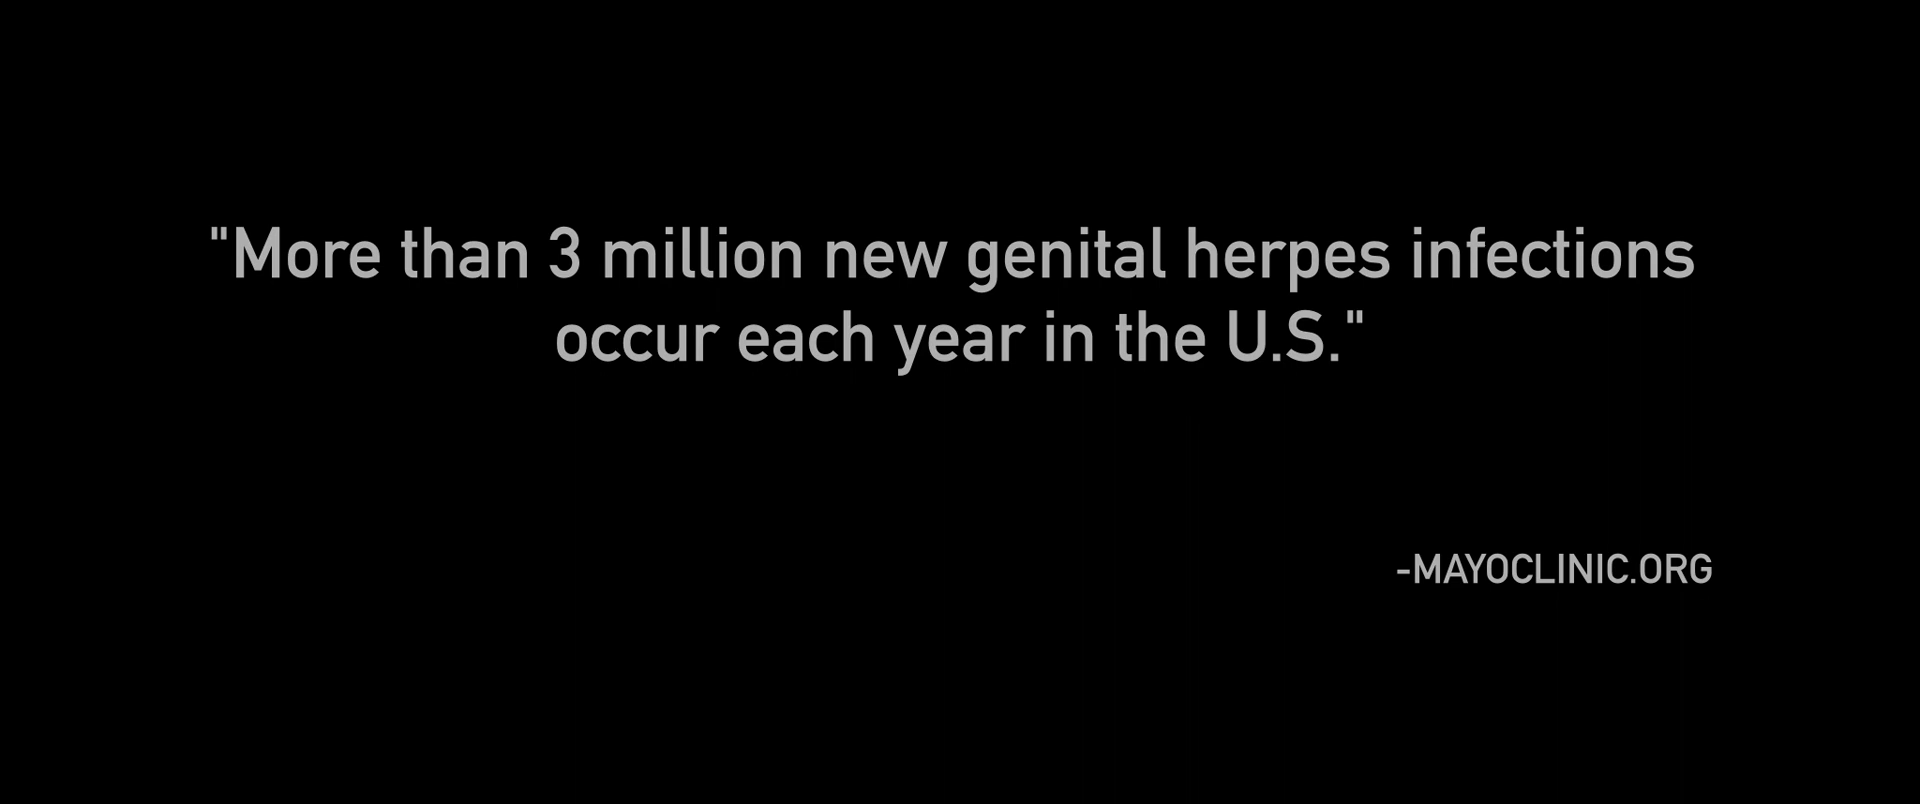 "More than 3 million new genital herpes infections
occur each year in the U.S."
-MAYOCLINIC.ORG